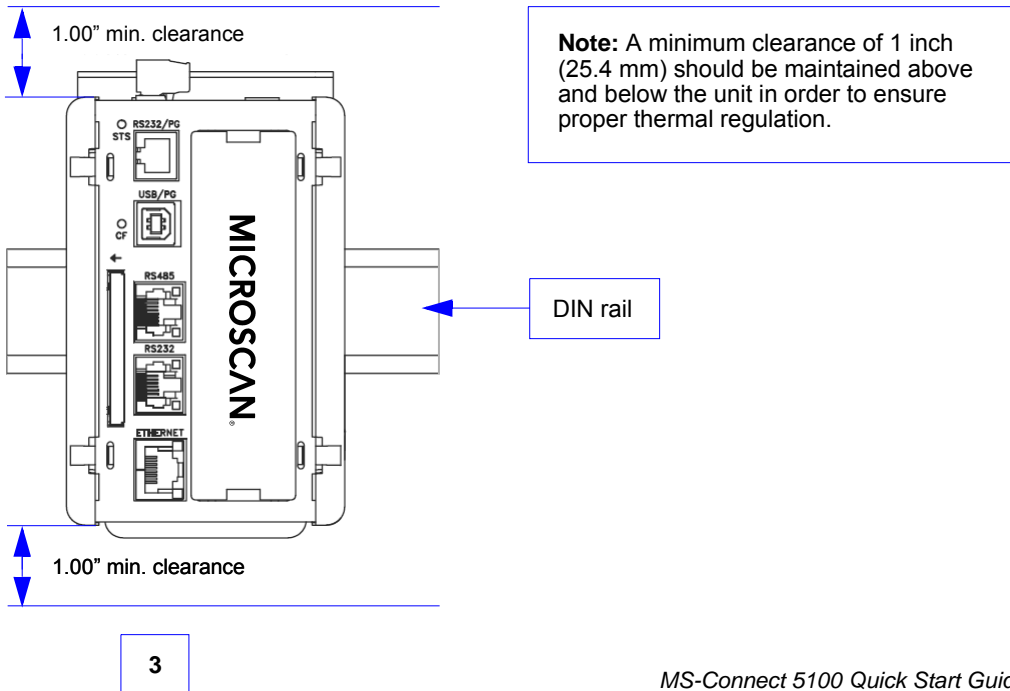 1.00” min. clearance
Note: A minimum clearance of 1 inch
(25.4 mm) should be maintained above
and below the unit in order to ensure
proper thermal regulation.
STS
RS232/PG
USB/PG
CF
RS485
RS232
ETHERNET
MICROSCAN®
DIN rail
1.00” min. clearance
3
MS-Connect 5100 Quick Start Guid